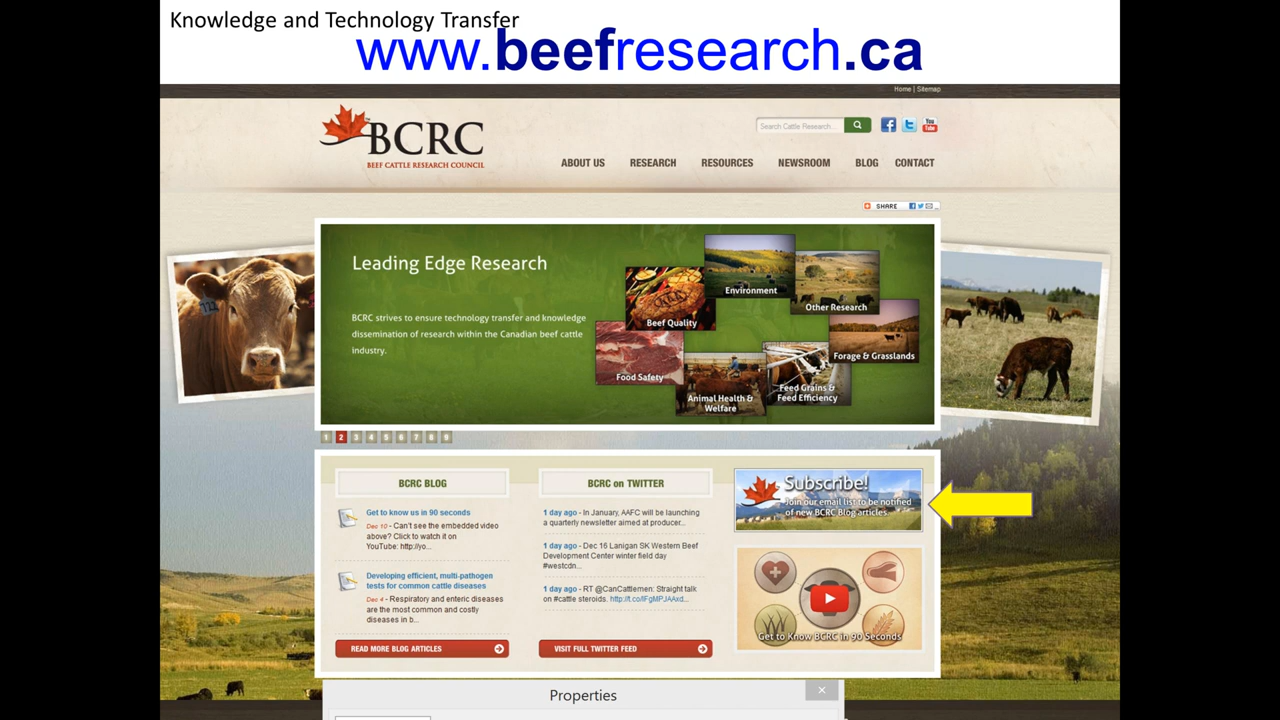 Knowledge and Technology Transfer
www.beefresearch.ca
Home | Sitemap
BCRC
BEEF CATTLE RESEARCH COUNCIL
Search Cattle Research...
You
Tube
ABOUT US RESEARCH RESOURCES NEWSROOM BLOG CONTACT
SHARE
Leading Edge Research
BCRC strives to ensure technology transfer and knowledge
dissemination of research within the Canadian beef cattle
industry.
Environment
Other Research
Beef Quality
Forage & Grasslands
Food Safety
Animal Health &
Welfare
Feed Grains &
Feed Efficiency
1 2 3 4 5 6 7 8 9
BCRC BLOG
Get to know us in 90 seconds
Dec 10 - Can't see the embedded video
above? Click to watch it on
YouTube: http://yo...
Developing efficient, multi-pathogen
tests for common cattle diseases
Dec 4 - Respiratory and enteric diseases
are the most common and costly
diseases in b...
READ MORE BLOG ARTICLES
BCRC on TWITTER
1 day ago - In January, AAFC will be launching
a quarterly newsletter aimed at producer...
1 day ago - Dec 16 Lanigan SK Western Beef
Development Center winter field day
#westcdn...
1 day ago - RT @CanCattlemen: Straight talk
on #cattle steroids. http://t.co/IFgMPJAAxd...
VISIT FULL TWITTER FEED
Subscribe!
Join our email list to be notified
of new BCRC Blog articles.
Get to Know BCRC in 90 Seconds
Properties